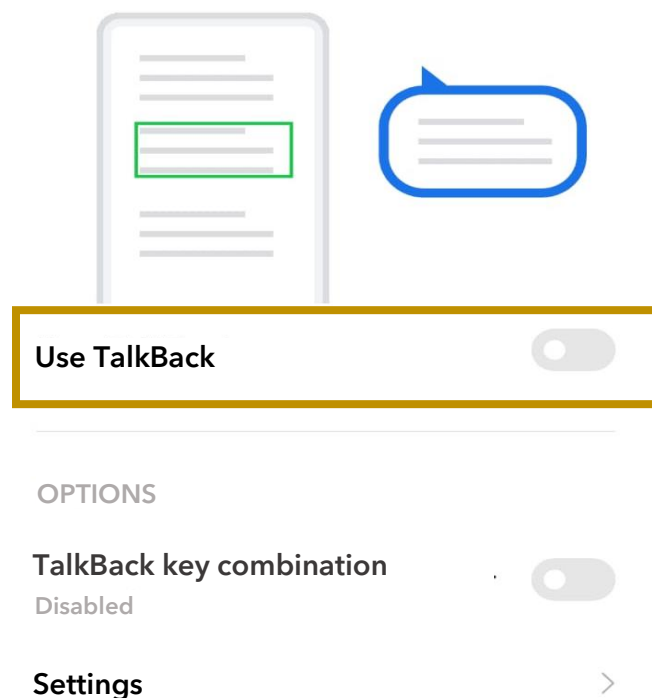 Use TalkBack
OPTIONS
TalkBack key combination
Disabled
Settings